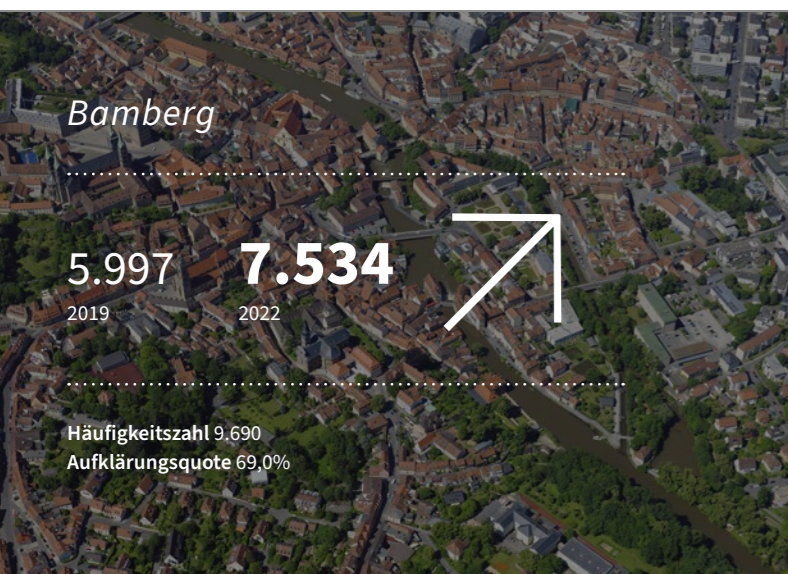 Bamberg
5.997 7.534
2019 2022
Häufigkeitszahl 9.690
Aufklärungsquote 69,0%